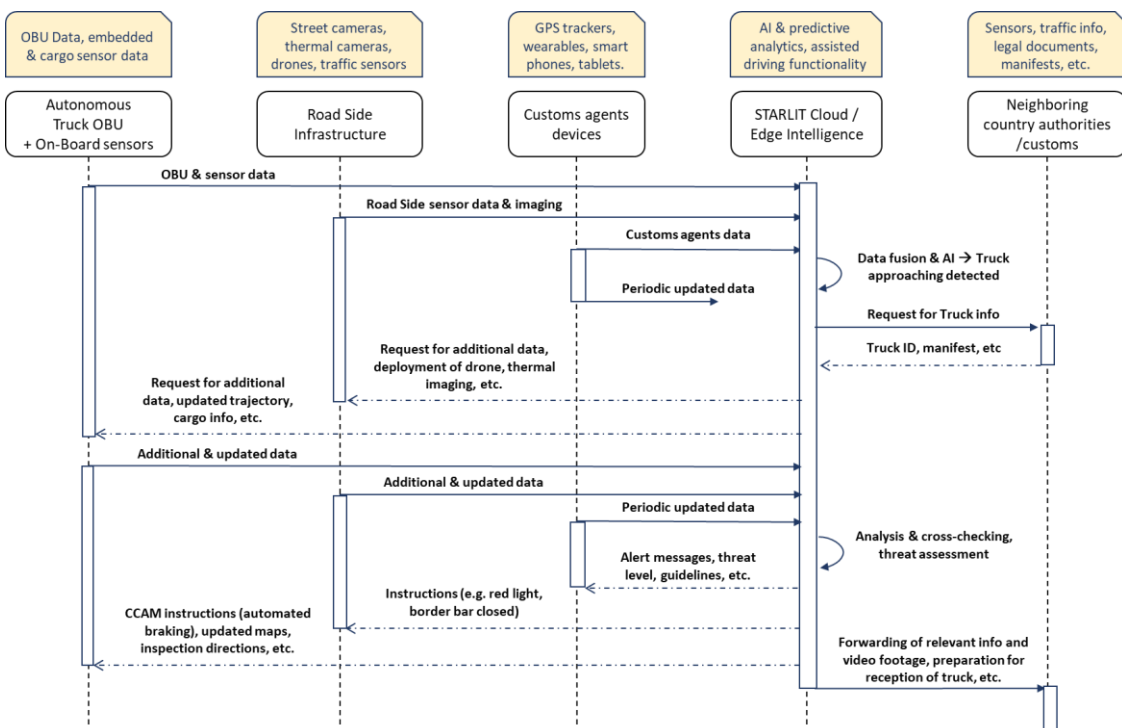 OBU Data, embedded
& cargo sensor data
Street cameras,
thermal cameras,
drones, traffic sensors
GPS trackers,
wearables, smart
phones, tablets.
AI & predictive
analytics, assisted
driving functionality
Sensors, traffic info,
legal documents,
manifests, etc.
Autonomous
Truck OBU
+ On-Board sensors
Road Side
Infrastructure
Customs agents
devices
STARLIT Cloud /
Edge Intelligence
Neighboring
country authorities
/customs
OBU & sensor data
Road Side sensor data & imaging
Customs agents data
Data fusion & AI → Truck
approaching detected
Periodic updated data
Request for Truck info
Truck ID, manifest, etc
Request for additional data,
deployment of drone, thermal
imaging, etc.
Request for additional
data, updated trajectory,
cargo info, etc.
Additional & updated data
Additional & updated data
Periodic updated data
Analysis & cross-checking,
threat assessment
Alert messages, threat
level, guidelines, etc.
Instructions (e.g. red light,
border bar closed)
CCAM instructions (automated
braking), updated maps,
inspection directions, etc.
Forwarding of relevant info and
video footage, preparation for
reception of truck, etc.